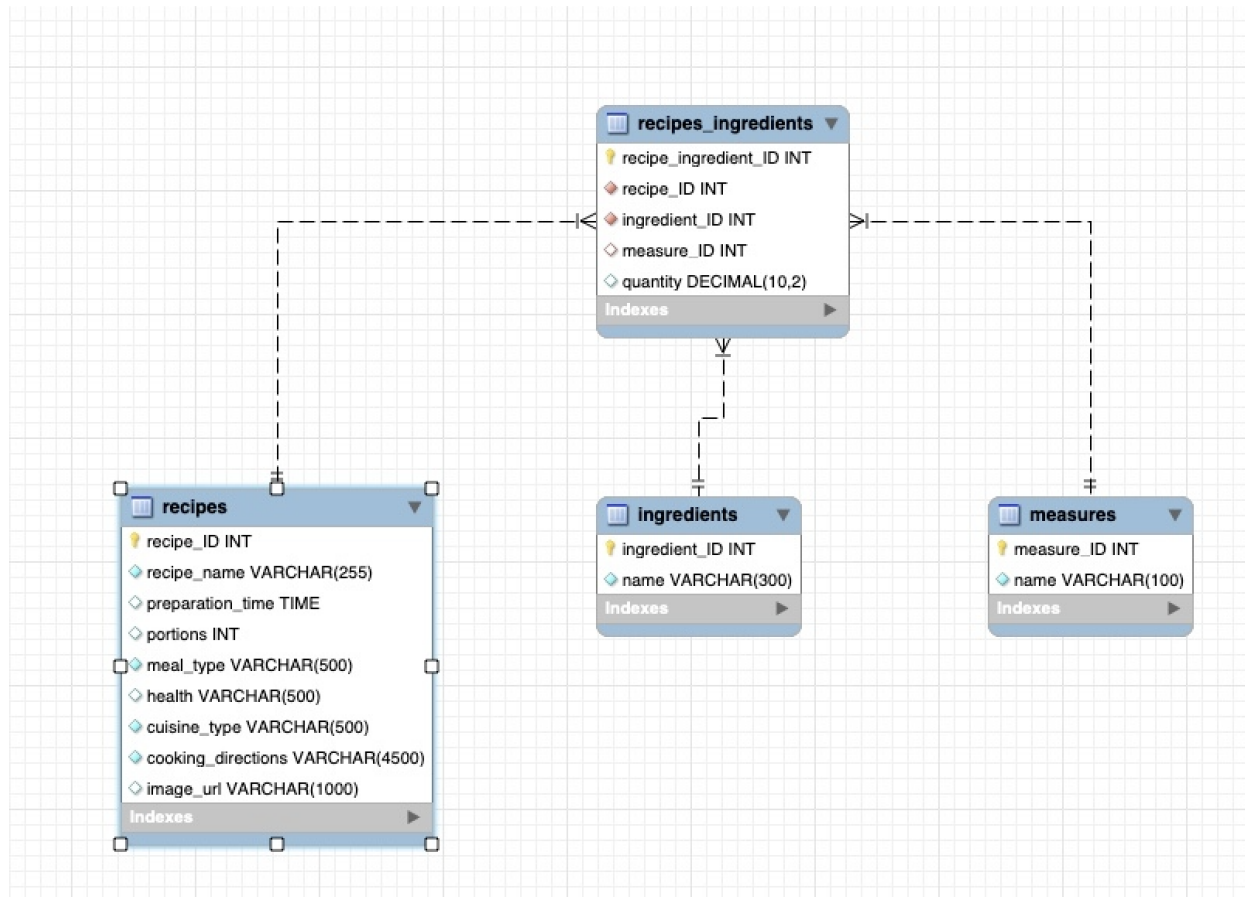 recipes_ingredients
recipe_ingredient_ID INT
recipe_ID INT
ingredient_ID INT
measure_ID INT
quantity DECIMAL(10,2)
Indexes
recipes
recipe_ID INT
recipe_name VARCHAR(255)
preparation_time TIME
portions INT
meal_type VARCHAR(500)
health VARCHAR(500)
cuisine_type VARCHAR(500)
cooking_directions VARCHAR(4500)
image_url VARCHAR(1000)
Indexes
ingredients
ingredient_ID INT
name VARCHAR(300)
Indexes
measures
measure_ID INT
name VARCHAR(100)
Indexes